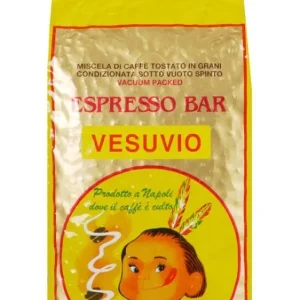 MISCELA DI CAFFE TOSTATO IN GRANI
CONDIZIONATA SOTTO VUOTO SPINTO
VACUUM PACKED
ESPRESSO BAR
VESUVIO
Prodotto a Napoli
dove il caffè è culto